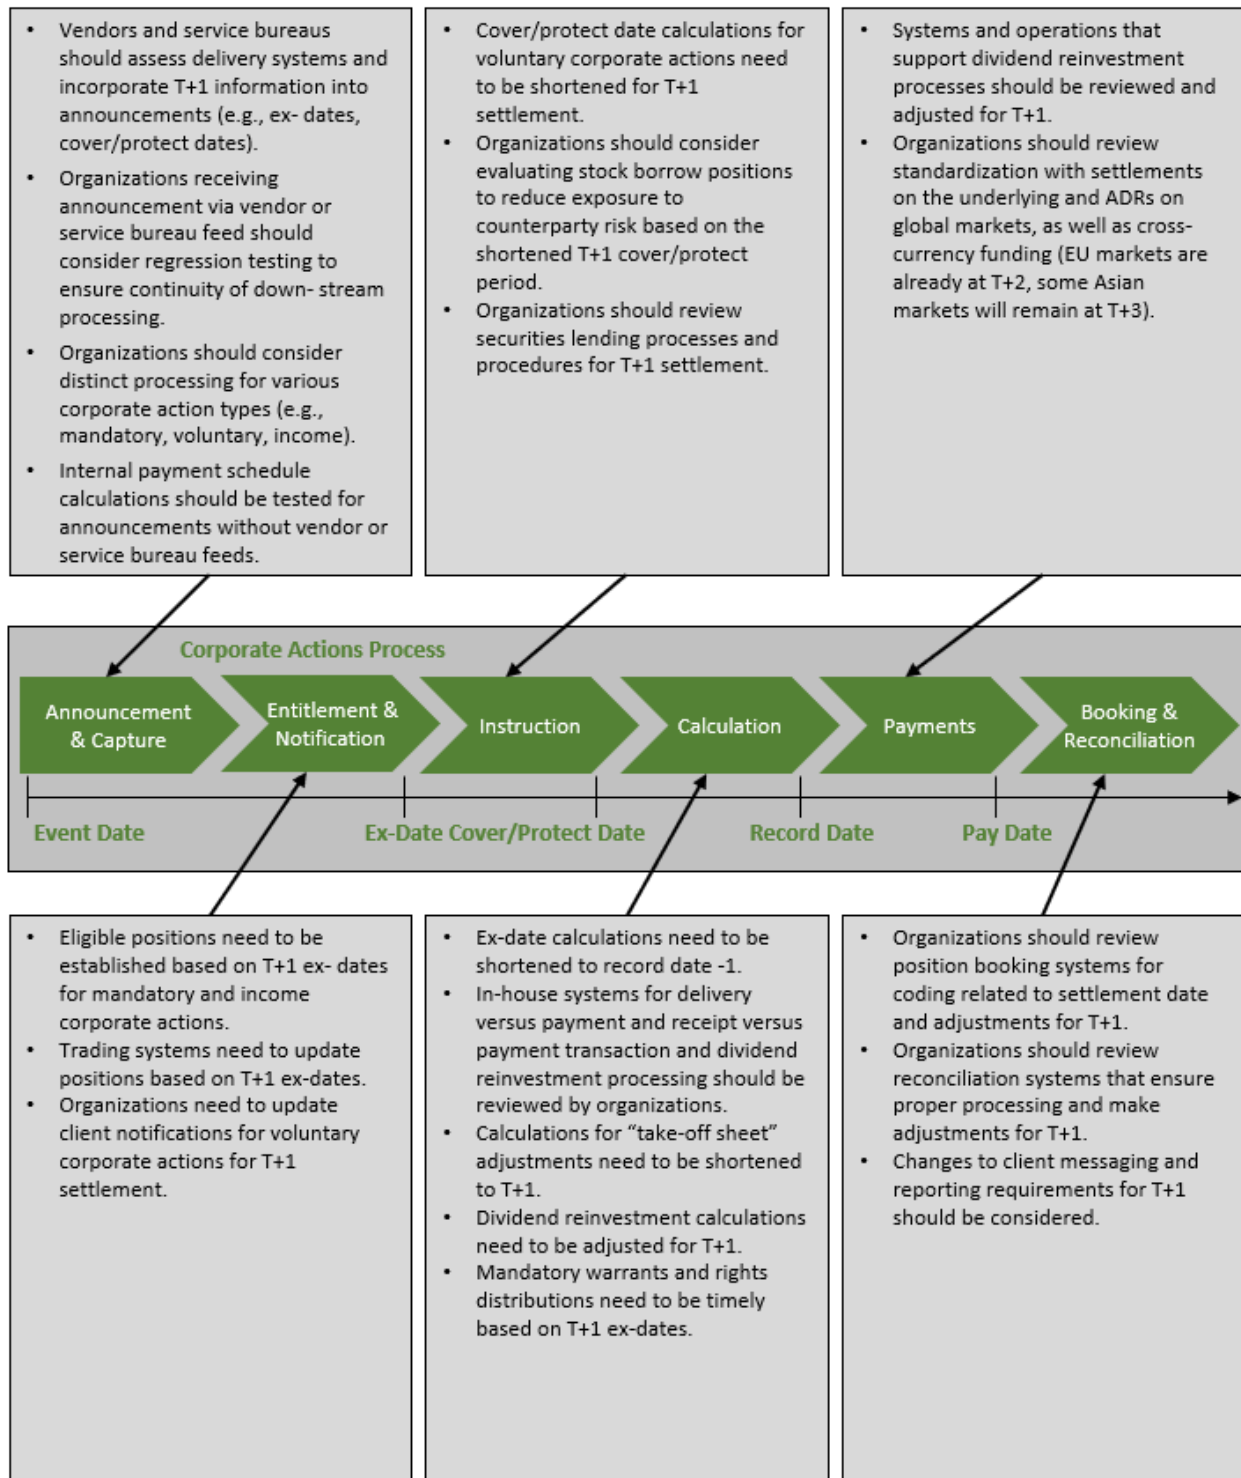 • Vendors and service bureaus
should assess delivery systems and
incorporate T+1 information into
announcements (e.g., ex- dates,
cover/protect dates).
• Organizations receiving
announcement via vendor or
service bureau feed should
consider regression testing to
ensure continuity of down- stream
processing.
• Organizations should consider
distinct processing for various
corporate action types (e.g.,
mandatory, voluntary, income).
• Internal payment schedule
calculations should be tested for
announcements without vendor or
service bureau feeds.
• Cover/protect date calculations for
voluntary corporate actions need
to be shortened for T+1
settlement.
• Organizations should consider
evaluating stock borrow positions
to reduce exposure to
counterparty risk based on the
shortened T+1 cover/protect
period.
• Organizations should review
securities lending processes and
procedures for T+1 settlement.
• Systems and operations that
support dividend reinvestment
processes should be reviewed and
adjusted for T+1.
• Organizations should review
standardization with settlements
on the underlying and ADRs on
global markets, as well as cross-
currency funding (EU markets are
already at T+2, some Asian
markets will remain at T+3).
Corporate Actions Process
Announcement
& Capture
Entitlement &
Notification
Instruction
Calculation
Payments
Booking &
Reconciliation
Event Date
Ex-Date Cover/Protect Date
Record Date
Pay Date
• Eligible positions need to be
established based on T+1 ex- dates
for mandatory and income
corporate actions.
• Trading systems need to update
positions based on T+1 ex-dates.
• Organizations need to update
client notifications for voluntary
corporate actions for T+1
settlement.
• Ex-date calculations need to be
shortened to record date -1.
• In-house systems for delivery
versus payment and receipt versus
payment transaction and dividend
reinvestment processing should be
reviewed by organizations.
• Calculations for “take-off sheet”
adjustments need to be shortened
to T+1.
• Dividend reinvestment calculations
need to be adjusted for T+1.
• Mandatory warrants and rights
distributions need to be timely
based on T+1 ex-dates.
• Organizations should review
position booking systems for
coding related to settlement date
and adjustments for T+1.
• Organizations should review
reconciliation systems that ensure
proper processing and make
adjustments for T+1.
• Changes to client messaging and
reporting requirements for T+1
should be considered.